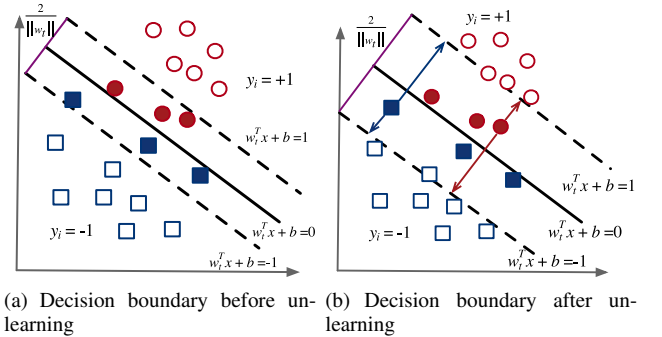 2
||w_t||
y_i = +1
w_t^T x + b = 1
w_t^T x + b = 0
y_i = -1
w_t^T x + b = -1
2
||w_t||
y_i = +1
w_t^T x + b = 1
y_i = -1
w_t^T x + b = 0
w_t^T x + b = -1
(a) Decision boundary before un-
learning
(b) Decision boundary after un-
learning